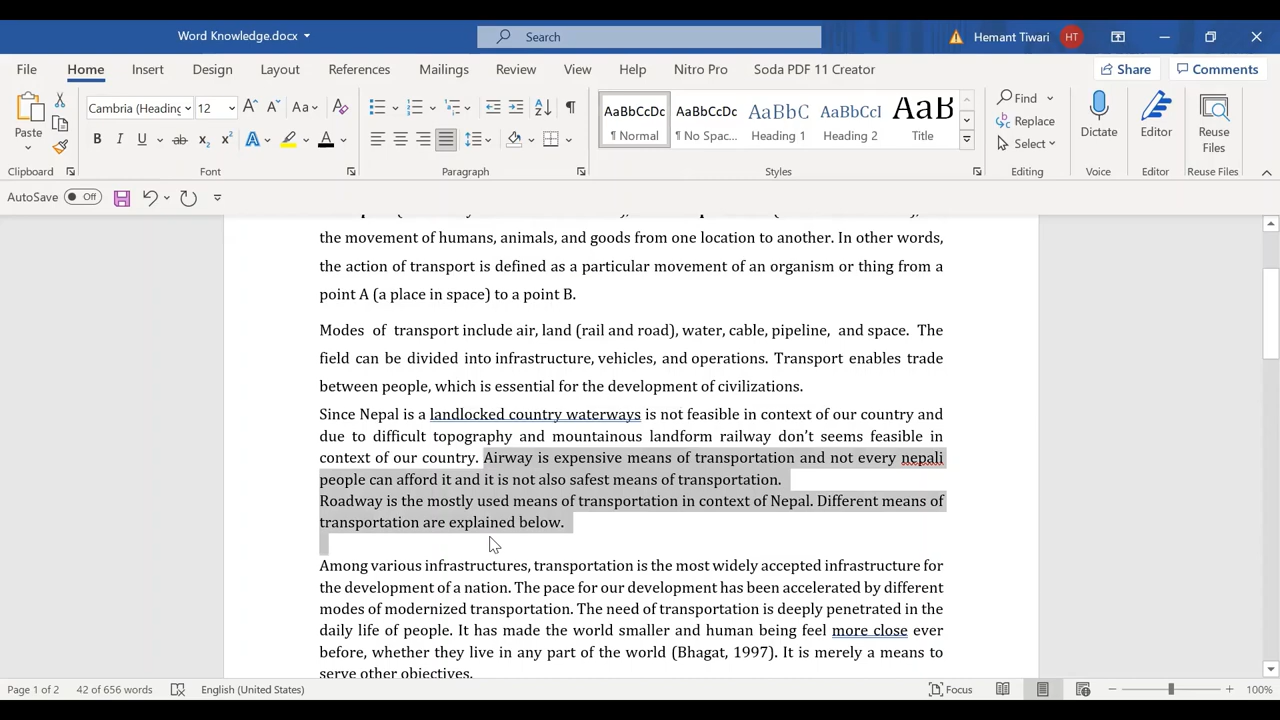 Word Knowledge.docx
Search
Hemant Tiwari
HT
File Home Insert Design Layout References Mailings Review View Help Nitro Pro Soda PDF 11 Creator
Share
Comments
Paste
Clipboard
Cambria (Heading
12
Font
Paragraph
AaBbCcDc AaBbCcDc AaBbC AaBbCcI AaB
¶ Normal ¶ No Spac... Heading 1 Heading 2 Title
Styles
Find
Replace
Select
Editing
Dictate
Voice
Editor
Editor
Reuse
Files
Reuse Files
AutoSave Off
the movement of humans, animals, and goods from one location to another. In other words,
the action of transport is defined as a particular movement of an organism or thing from a
point A (a place in space) to a point B.
Modes of transport include air, land (rail and road), water, cable, pipeline, and space. The
field can be divided into infrastructure, vehicles, and operations. Transport enables trade
between people, which is essential for the development of civilizations.
Since Nepal is a landlocked country waterways is not feasible in context of our country and
due to difficult topography and mountainous landform railway don't seems feasible in
context of our country. Airway is expensive means of transportation and not every nepali
people can afford it and it is not also safest means of transportation.
Roadway is the mostly used means of transportation in context of Nepal. Different means of
transportation are explained below.
Among various infrastructures, transportation is the most widely accepted infrastructure for
the development of a nation. The pace for our development has been accelerated by different
modes of modernized transportation. The need of transportation is deeply penetrated in the
daily life of people. It has made the world smaller and human being feel more close ever
before, whether they live in any part of the world (Bhagat, 1997). It is merely a means to
serve other objectives.
Page 1 of 2 42 of 656 words English (United States) Focus 100%